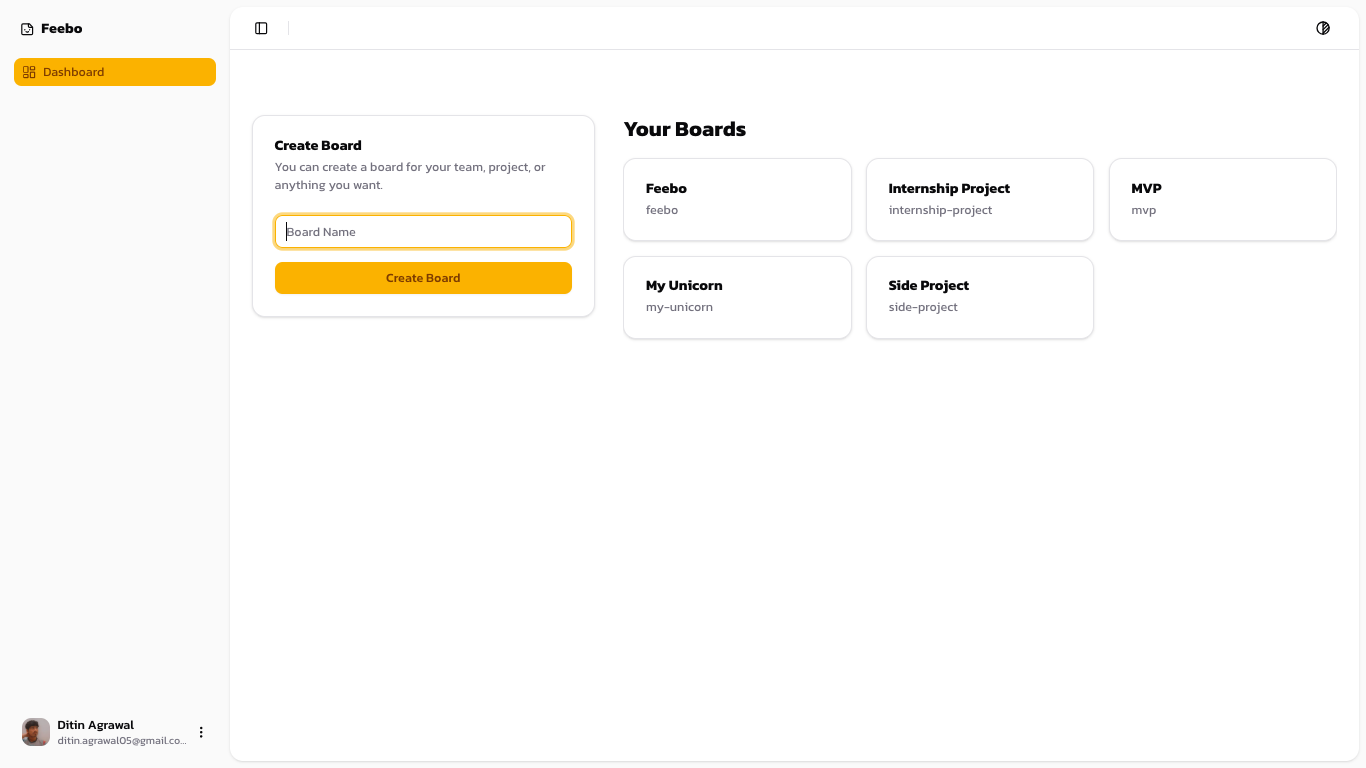 Feebo
Dashboard
Create Board
You can create a board for your team, project, or
anything you want.
Board Name
Create Board
Your Boards
Feebo
feebo
Internship Project
internship-project
MVP
mvp
My Unicorn
my-unicorn
Side Project
side-project
Ditin Agrawal
ditin.agrawal05@gmail.co...